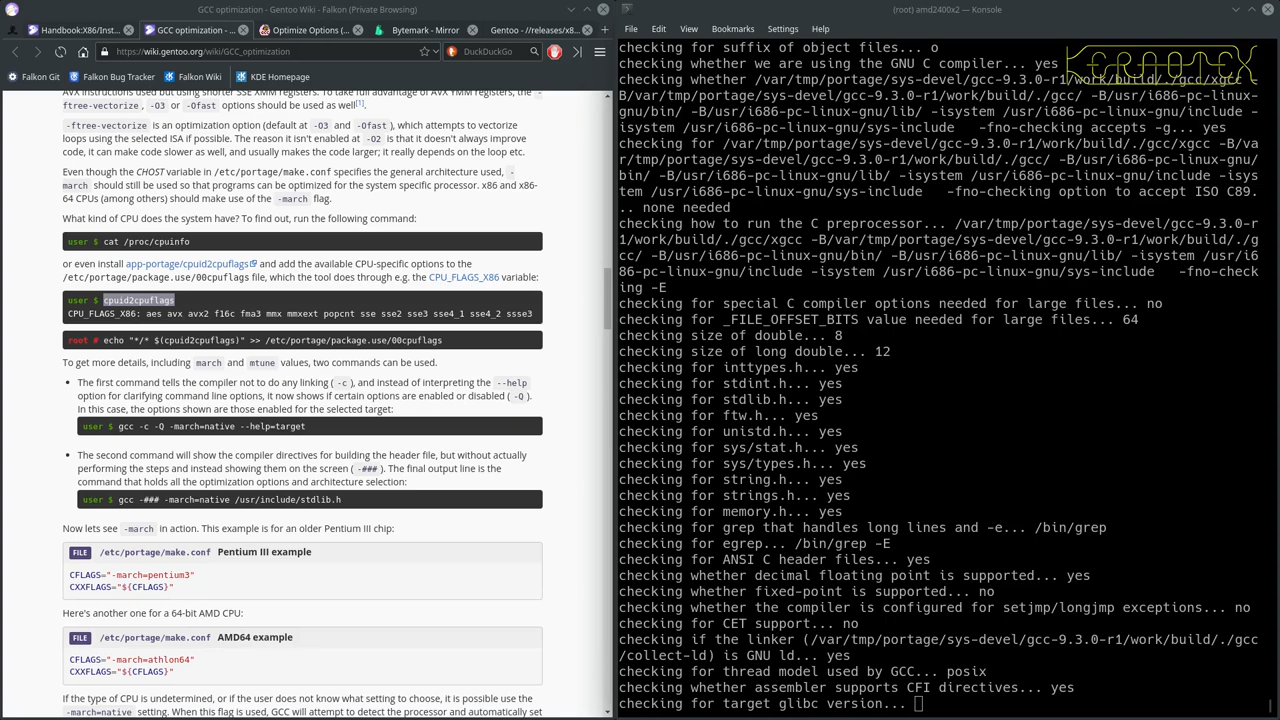 GCC optimization - Gentoo Wiki - Falkon (Private Browsing)
Handbook:X86/Inst...
GCC optimization -...
Optimize Options (...
Bytemark - Mirror
Gentoo - //releases/x8...
https://wiki.gentoo.org/wiki/GCC_optimization
DuckDuckGo
Falkon Git
Falkon Bug Tracker
Falkon Wiki
KDE Homepage
AVX instructions used but using shorter SSE XMM registers. To take full advantage of AVX YMM registers, the -
ftree-vectorize, -O3 or -Ofast options should be used as well[1].
-ftree-vectorize is an optimization option (default at -O3 and -Ofast), which attempts to vectorize
loops using the selected ISA if possible. The reason it isn't enabled at -O2 is that it doesn't always improve
code, it can make code slower as well, and usually makes the code larger; it really depends on the loop etc.
Even though the CHOST variable in /etc/portage/make.conf specifies the general architecture used, -
march should still be used so that programs can be optimized for the system specific processor. x86 and x86-
64 CPUs (among others) should make use of the -march flag.
What kind of CPU does the system have? To find out, run the following command:
user $ cat /proc/cpuinfo
or even install app-portage/cpuid2cpuflags and add the available CPU-specific options to the
/etc/portage/package.use/00cpuflags file, which the tool does through e.g. the CPU_FLAGS_X86 variable:
user $ cpuid2cpuflags
CPU_FLAGS_X86: aes avx avx2 f16c fma3 mmx mmxext popcnt sse sse2 sse3 sse4_1 sse4_2 ssse3
root # echo "*/* $(cpuid2cpuflags)" >> /etc/portage/package.use/00cpuflags
To get more details, including march and mtune values, two commands can be used.
• The first command tells the compiler not to do any linking (-c), and instead of interpreting the --help
option for clarifying command line options, it now shows if certain options are enabled or disabled (-Q).
In this case, the options shown are those enabled for the selected target:
user $ gcc -c -Q -march=native --help=target
• The second command will show the compiler directives for building the header file, but without actually
performing the steps and instead showing them on the screen (-###). The final output line is the
command that holds all the optimization options and architecture selection:
user $ gcc -### -march=native /usr/include/stdlib.h
Now lets see -march in action. This example is for an older Pentium III chip:
FILE /etc/portage/make.conf Pentium III example
CFLAGS="-march=pentium3"
CXXFLAGS="${CFLAGS}"
Here's another one for a 64-bit AMD CPU:
FILE /etc/portage/make.conf AMD64 example
CFLAGS="-march=athlon64"
CXXFLAGS="${CFLAGS}"
If the type of CPU is undetermined, or if the user does not know what setting to choose, it is possible use the
-march=native setting. When this flag is used, GCC will attempt to detect the processor and automatically set
(root) amd2400x2 — Konsole
File Edit View Bookmarks Settings Help
KERNOTEX
checking for suffix of object files... o
checking whether we are using the GNU C compiler... yes
checking whether /var/tmp/portage/sys-devel/gcc-9.3.0-r1/work/build/./gcc/xgcc -
B/var/tmp/portage/sys-devel/gcc-9.3.0-r1/work/build/./gcc/ -B/usr/i686-pc-linux-
gnu/bin/ -B/usr/i686-pc-linux-gnu/lib/ -isystem /usr/i686-pc-linux-gnu/include -
isystem /usr/i686-pc-linux-gnu/sys-include -fno-checking accepts -g... yes
checking for /var/tmp/portage/sys-devel/gcc-9.3.0-r1/work/build/./gcc/xgcc -B/va
r/tmp/portage/sys-devel/gcc-9.3.0-r1/work/build/./gcc/ -B/usr/i686-pc-linux-gnu/
bin/ -B/usr/i686-pc-linux-gnu/lib/ -isystem /usr/i686-pc-linux-gnu/include -isys
tem /usr/i686-pc-linux-gnu/sys-include -fno-checking option to accept ISO C89.
.. none needed
checking how to run the C preprocessor... /var/tmp/portage/sys-devel/gcc-9.3.0-r
1/work/build/./gcc/xgcc -B/var/tmp/portage/sys-devel/gcc-9.3.0-r1/work/build/./g
cc/ -B/usr/i686-pc-linux-gnu/bin/ -B/usr/i686-pc-linux-gnu/lib/ -isystem /usr/i6
86-pc-linux-gnu/include -isystem /usr/i686-pc-linux-gnu/sys-include -fno-check
ing -E
checking for special C compiler options needed for large files... no
checking for _FILE_OFFSET_BITS value needed for large files... 64
checking size of double... 8
checking size of long double... 12
checking for inttypes.h... yes
checking for stdint.h... yes
checking for stdlib.h... yes
checking for ftw.h... yes
checking for unistd.h... yes
checking for sys/stat.h... yes
checking for sys/types.h... yes
checking for string.h... yes
checking for strings.h... yes
checking for memory.h... yes
checking for grep that handles long lines and -e... /bin/grep
checking for egrep... /bin/grep -E
checking for ANSI C header files... yes
checking whether decimal floating point is supported... yes
checking whether fixed-point is supported... no
checking whether the compiler is configured for setjmp/longjmp exceptions... no
checking for CET support... no
checking if the linker (/var/tmp/portage/sys-devel/gcc-9.3.0-r1/work/build/./gcc
/collect-ld) is GNU ld... yes
checking for thread model used by GCC... posix
checking whether assembler supports CFI directives... yes
checking for target glibc version...